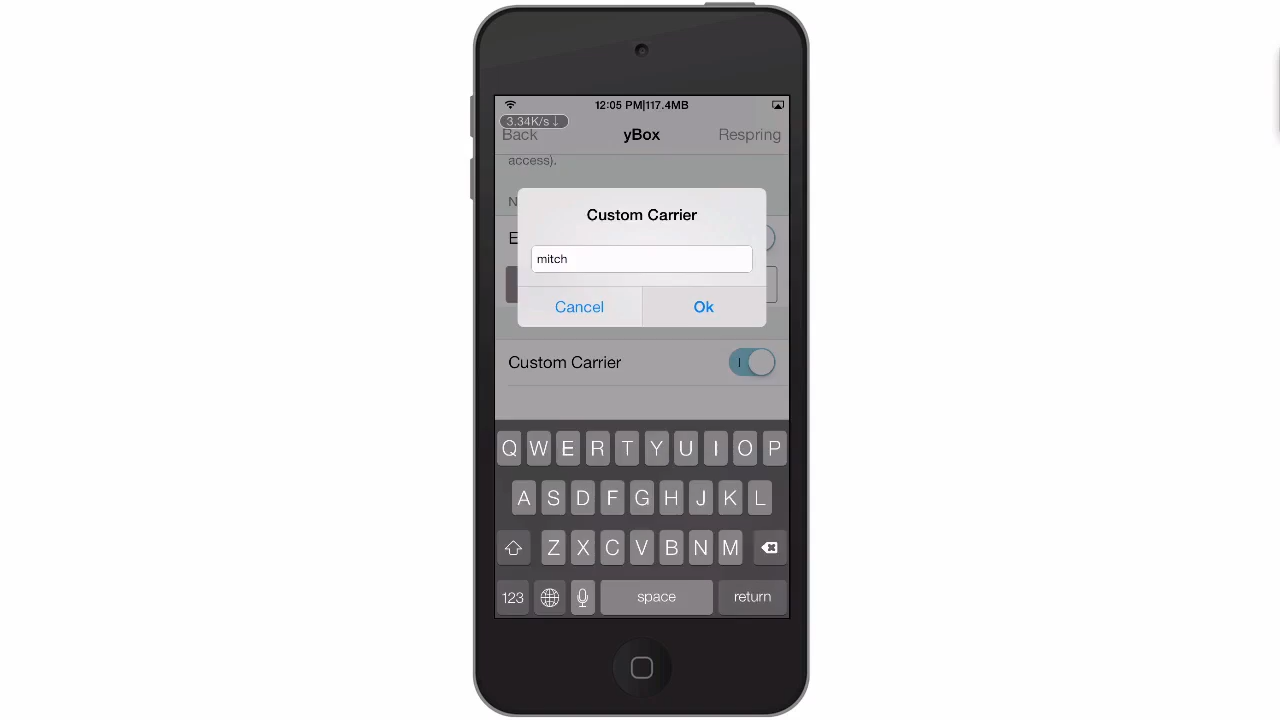 12:05 PM|117.4MB
3.34K/s↓
Back yBox Respring
access).
N
Custom Carrier
E
mitch
Cancel Ok
Custom Carrier
Q W E R T Y U I O P
A S D F G H J K L
Z X C V B N M
123 space return